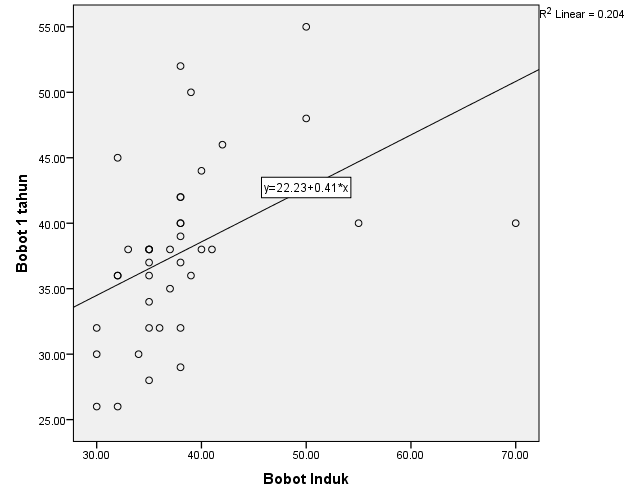 R² Linear = 0.204
55.00
50.00
45.00
40.00
35.00
30.00
25.00
Bobot 1 tahun
y=22.23+0.41*x
30.00 40.00 50.00 60.00 70.00
Bobot Induk